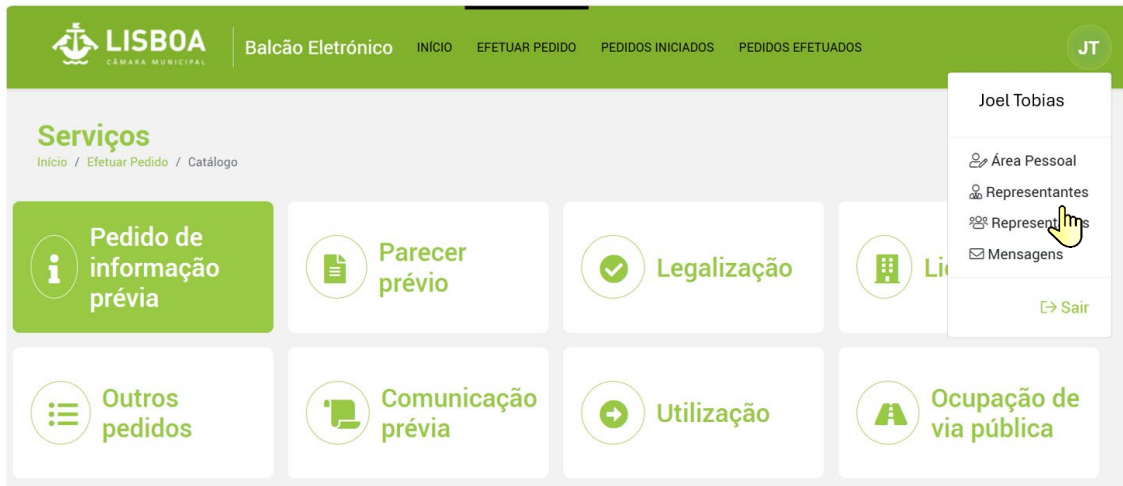 LISBOA
CÂMARA MUNICIPAL
Balcão Eletrónico
INÍCIO
EFETUAR PEDIDO
PEDIDOS INICIADOS
PEDIDOS EFETUADOS
JT
Joel Tobias
Área Pessoal
Representantes
Mensagens
Sair
Serviços
Início / Efetuar Pedido / Catálogo
Pedido de
informação
prévia
Parecer
prévio
Legalização
Outros
pedidos
Comunicação
prévia
Utilização
Ocupação de
via pública